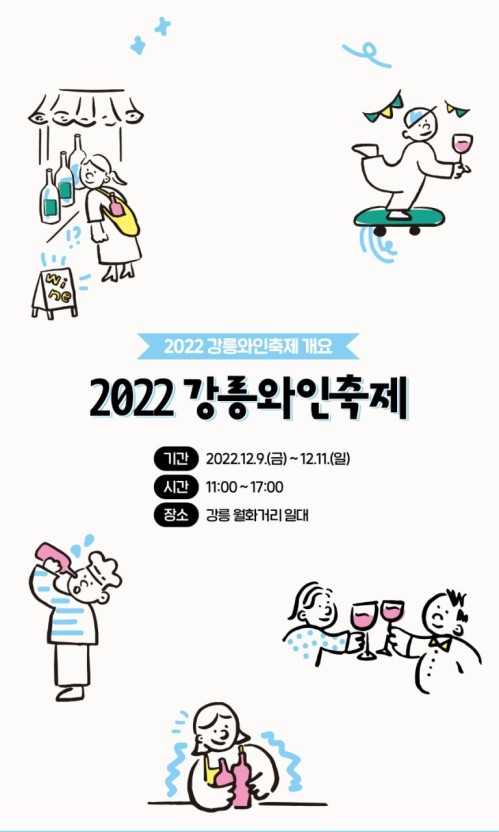 !?
wi
ne
2022 강릉와인축제 개요
2022 강릉와인축제
기간 2022.12.9.(금) ~ 12.11.(일)
시간 11:00 ~ 17:00
장소 강릉 월화거리 일대